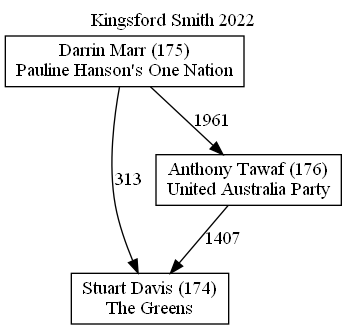 Kingsford Smith 2022
Darrin Marr (175)
Pauline Hanson's One Nation
1961
Anthony Tawaf (176)
United Australia Party
313
1407
Stuart Davis (174)
The Greens